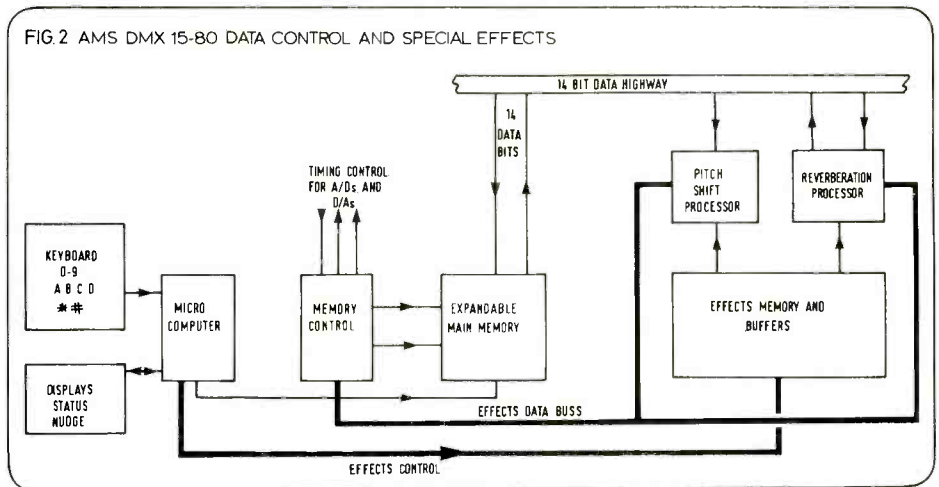 FIG. 2 AMS DMX 15-80 DATA CONTROL AND SPECIAL EFFECTS
14 BIT DATA HIGHWAY
14
DATA
BITS
TIMING CONTROL
FOR A/Ds AND
D/As
PITCH
SHIFT
PROCESSOR
REVERBERATION
PROCESSOR
KEYBOARD
0-9
A B C D
* #
MICRO
COMPUTER
MEMORY
CONTROL
EXPANDABLE
MAIN MEMORY
EFFECTS MEMORY AND
BUFFERS
DISPLAYS
STATUS
NUDGE
EFFECTS DATA BUSS
EFFECTS CONTROL